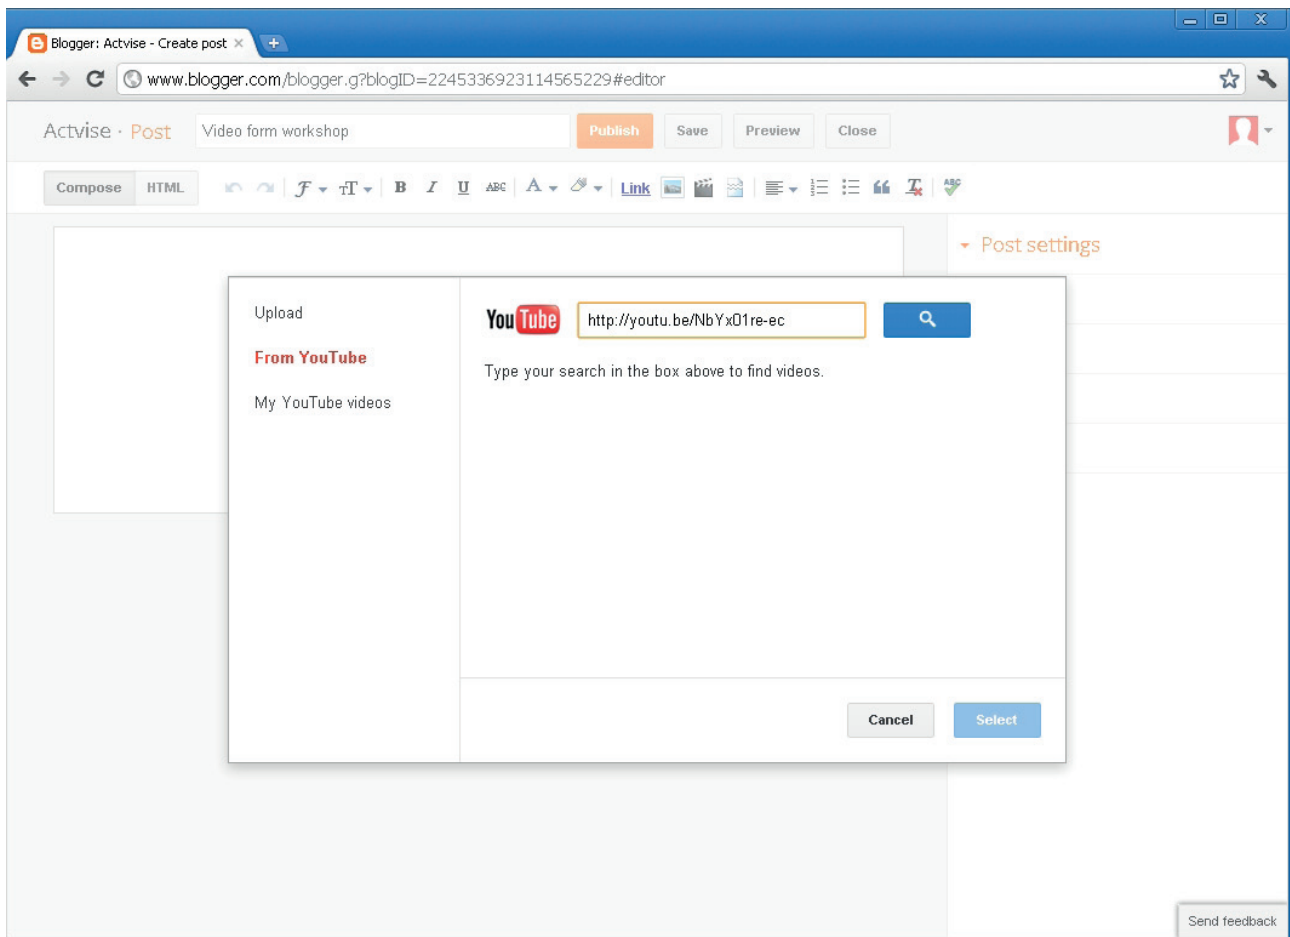 Blogger: Actvise - Create post
www.blogger.com/blogger.g?blogID=2245336923114565229#editor
Actvise · Post Video form workshop Publish Save Preview Close
Compose HTML B I U ABC A Link ABC
Post settings
Upload
From YouTube
My YouTube videos
YouTube http://youtu.be/NbYx01re-ec
Type your search in the box above to find videos.
Cancel Select
Send feedback